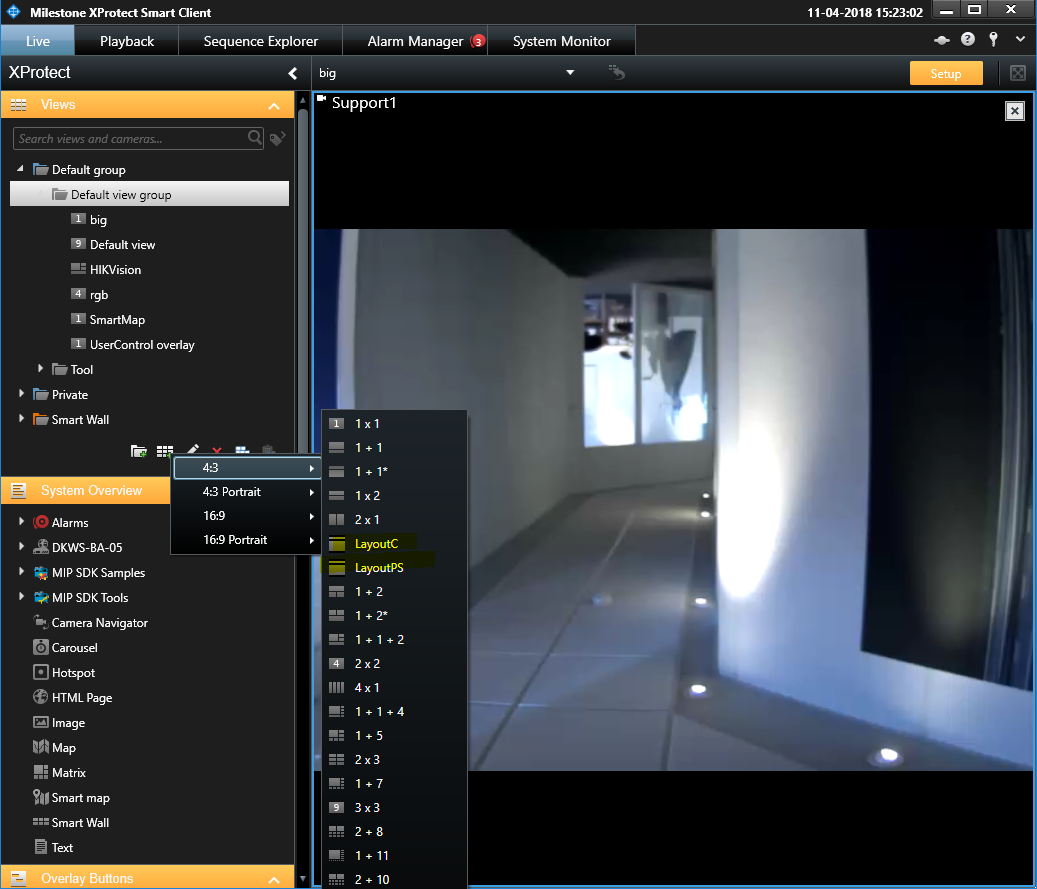 Milestone XProtect Smart Client
11-04-2018 15:23:02
Live
Playback
Sequence Explorer
Alarm Manager 3
System Monitor
XProtect
big
Setup
Views
Support1
Search views and cameras...
Default group
Default view group
1 big
9 Default view
HIKVision
4 rgb
1 SmartMap
1 UserControl overlay
Tool
Private
Smart Wall
4:3
4:3 Portrait
16:9
16:9 Portrait
1 1 x 1
1 + 1
1 + 1*
1 x 2
2 x 1
LayoutC
LayoutPS
1 + 2
1 + 2*
1 + 1 + 2
4 2 x 2
4 x 1
1 + 1 + 4
1 + 5
2 x 3
1 + 7
9 3 x 3
2 + 8
1 + 11
2 + 10
System Overview
Alarms
DKWS-BA-05
MIP SDK Samples
MIP SDK Tools
Camera Navigator
Carousel
Hotspot
HTML Page
Image
Map
Matrix
Smart map
Smart Wall
Text
Overlay Buttons